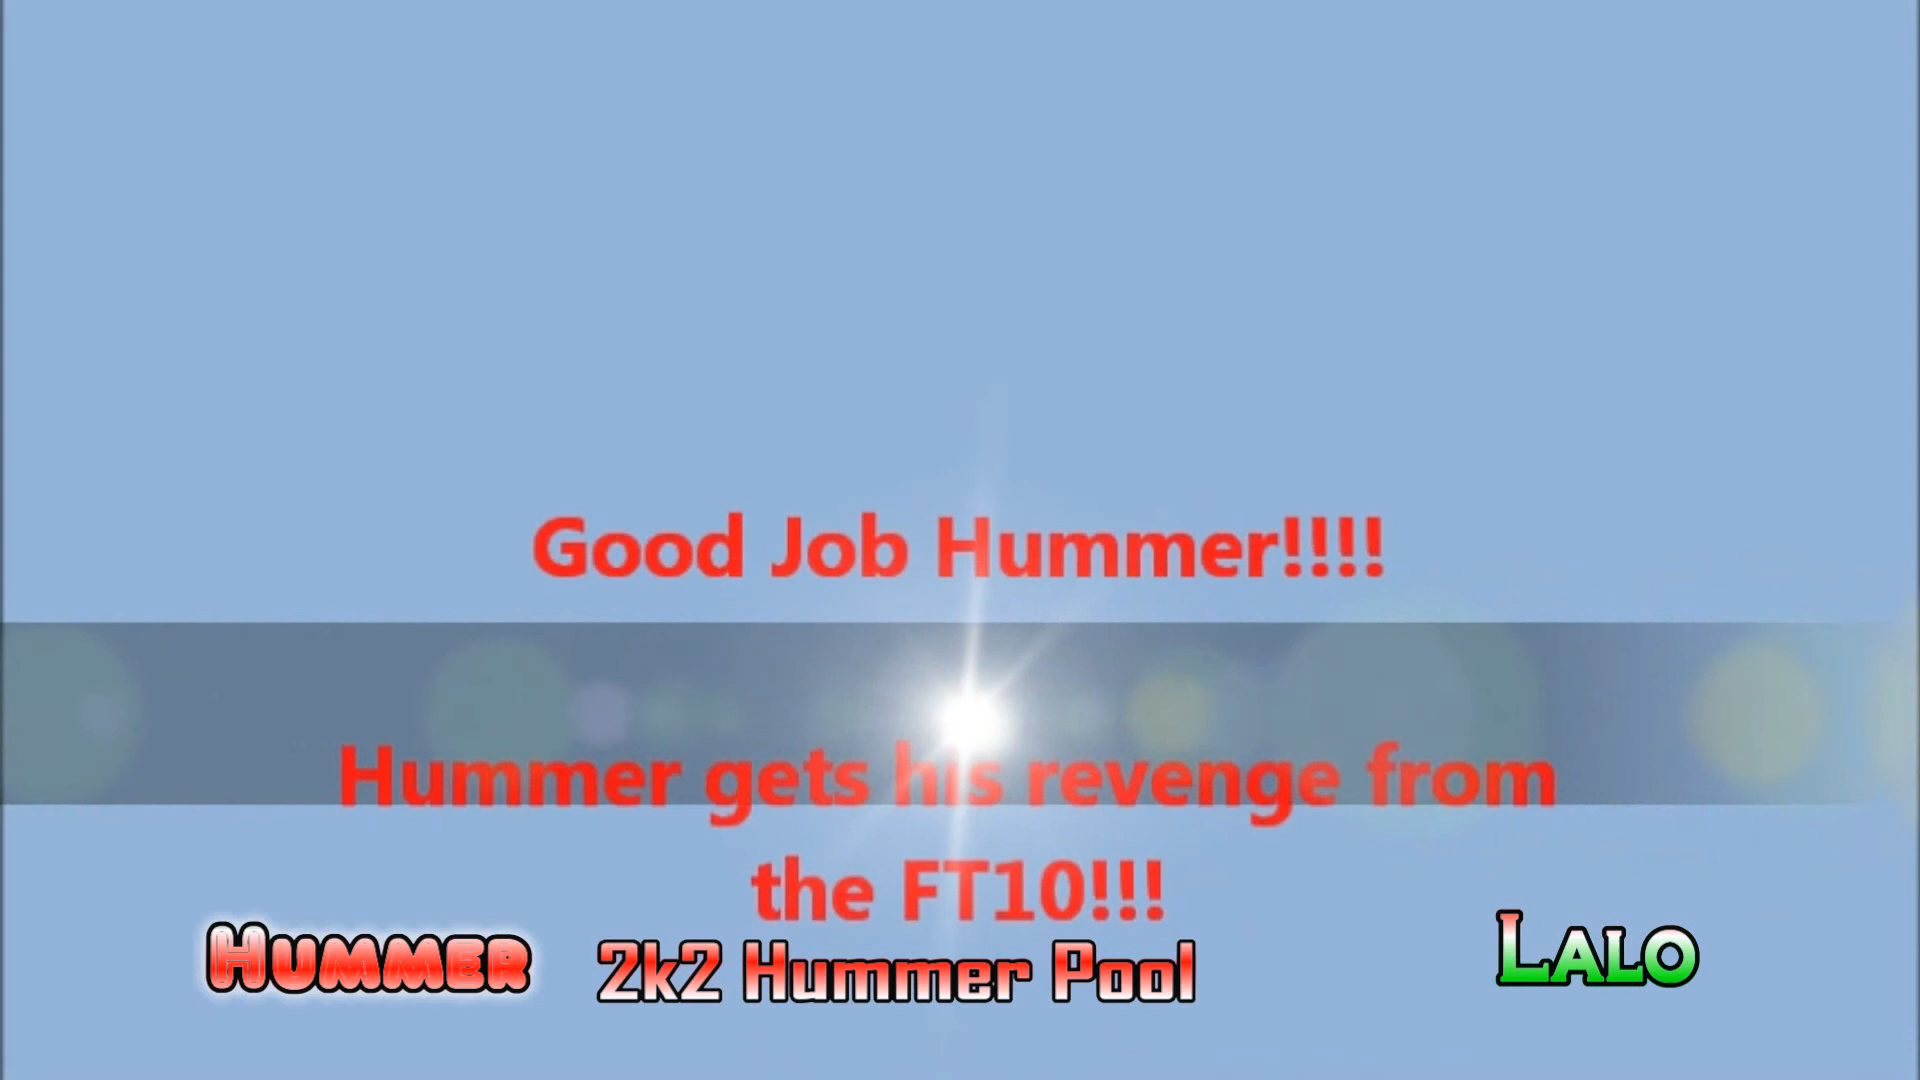 Good Job Hummer!!!!
Hummer gets his revenge from
the FT10!!!
Hummer
2k2 Hummer Pool
Lalo